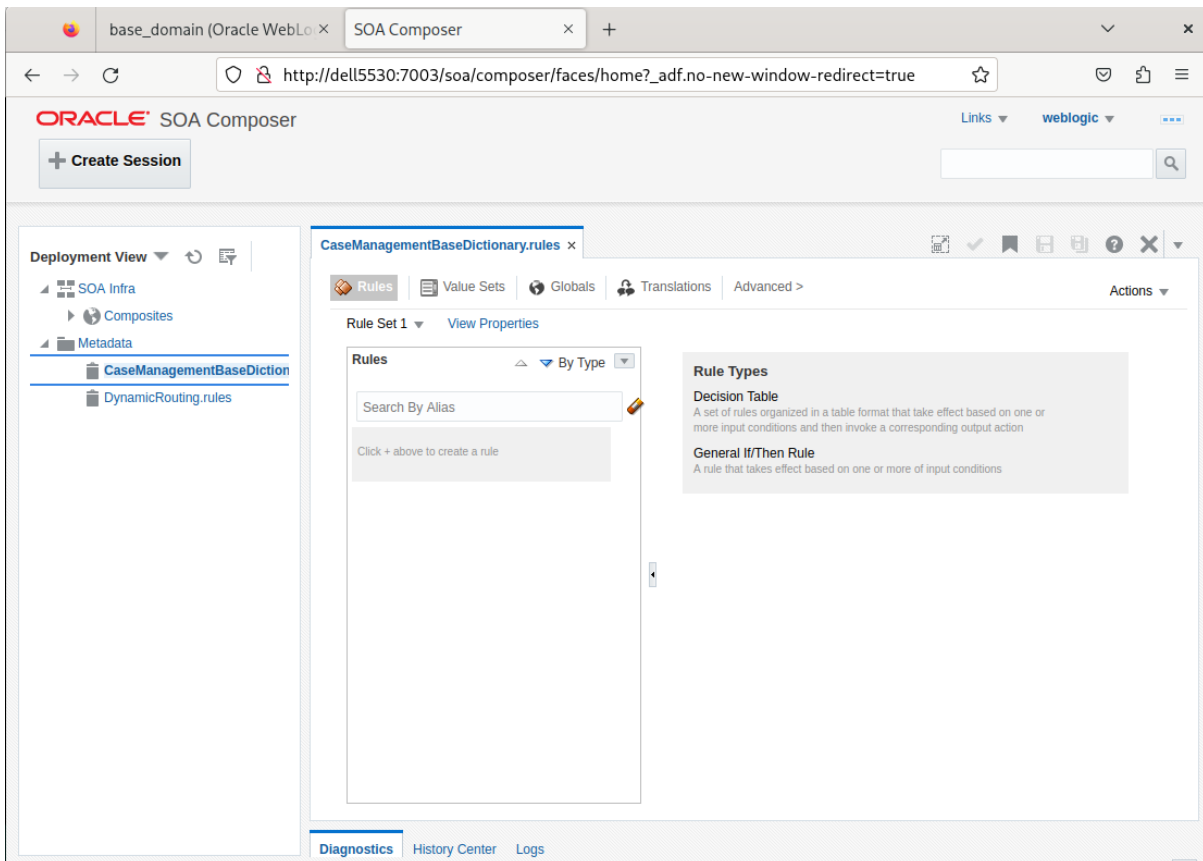 base_domain (Oracle WebLo
SOA Composer
http://dell5530:7003/soa/composer/faces/home?_adf.no-new-window-redirect=true
ORACLE SOA Composer
Links
weblogic
Create Session
Deployment View
SOA Infra
Composites
Metadata
CaseManagementBaseDiction
DynamicRouting.rules
CaseManagementBaseDictionary.rules
Rules
Value Sets
Globals
Translations
Advanced >
Actions
Rule Set 1
View Properties
Rules
By Type
Search By Alias
Click + above to create a rule
Rule Types
Decision Table
A set of rules organized in a table format that take effect based on one or
more input conditions and then invoke a corresponding output action
General If/Then Rule
A rule that takes effect based on one or more of input conditions
Diagnostics
History Center
Logs